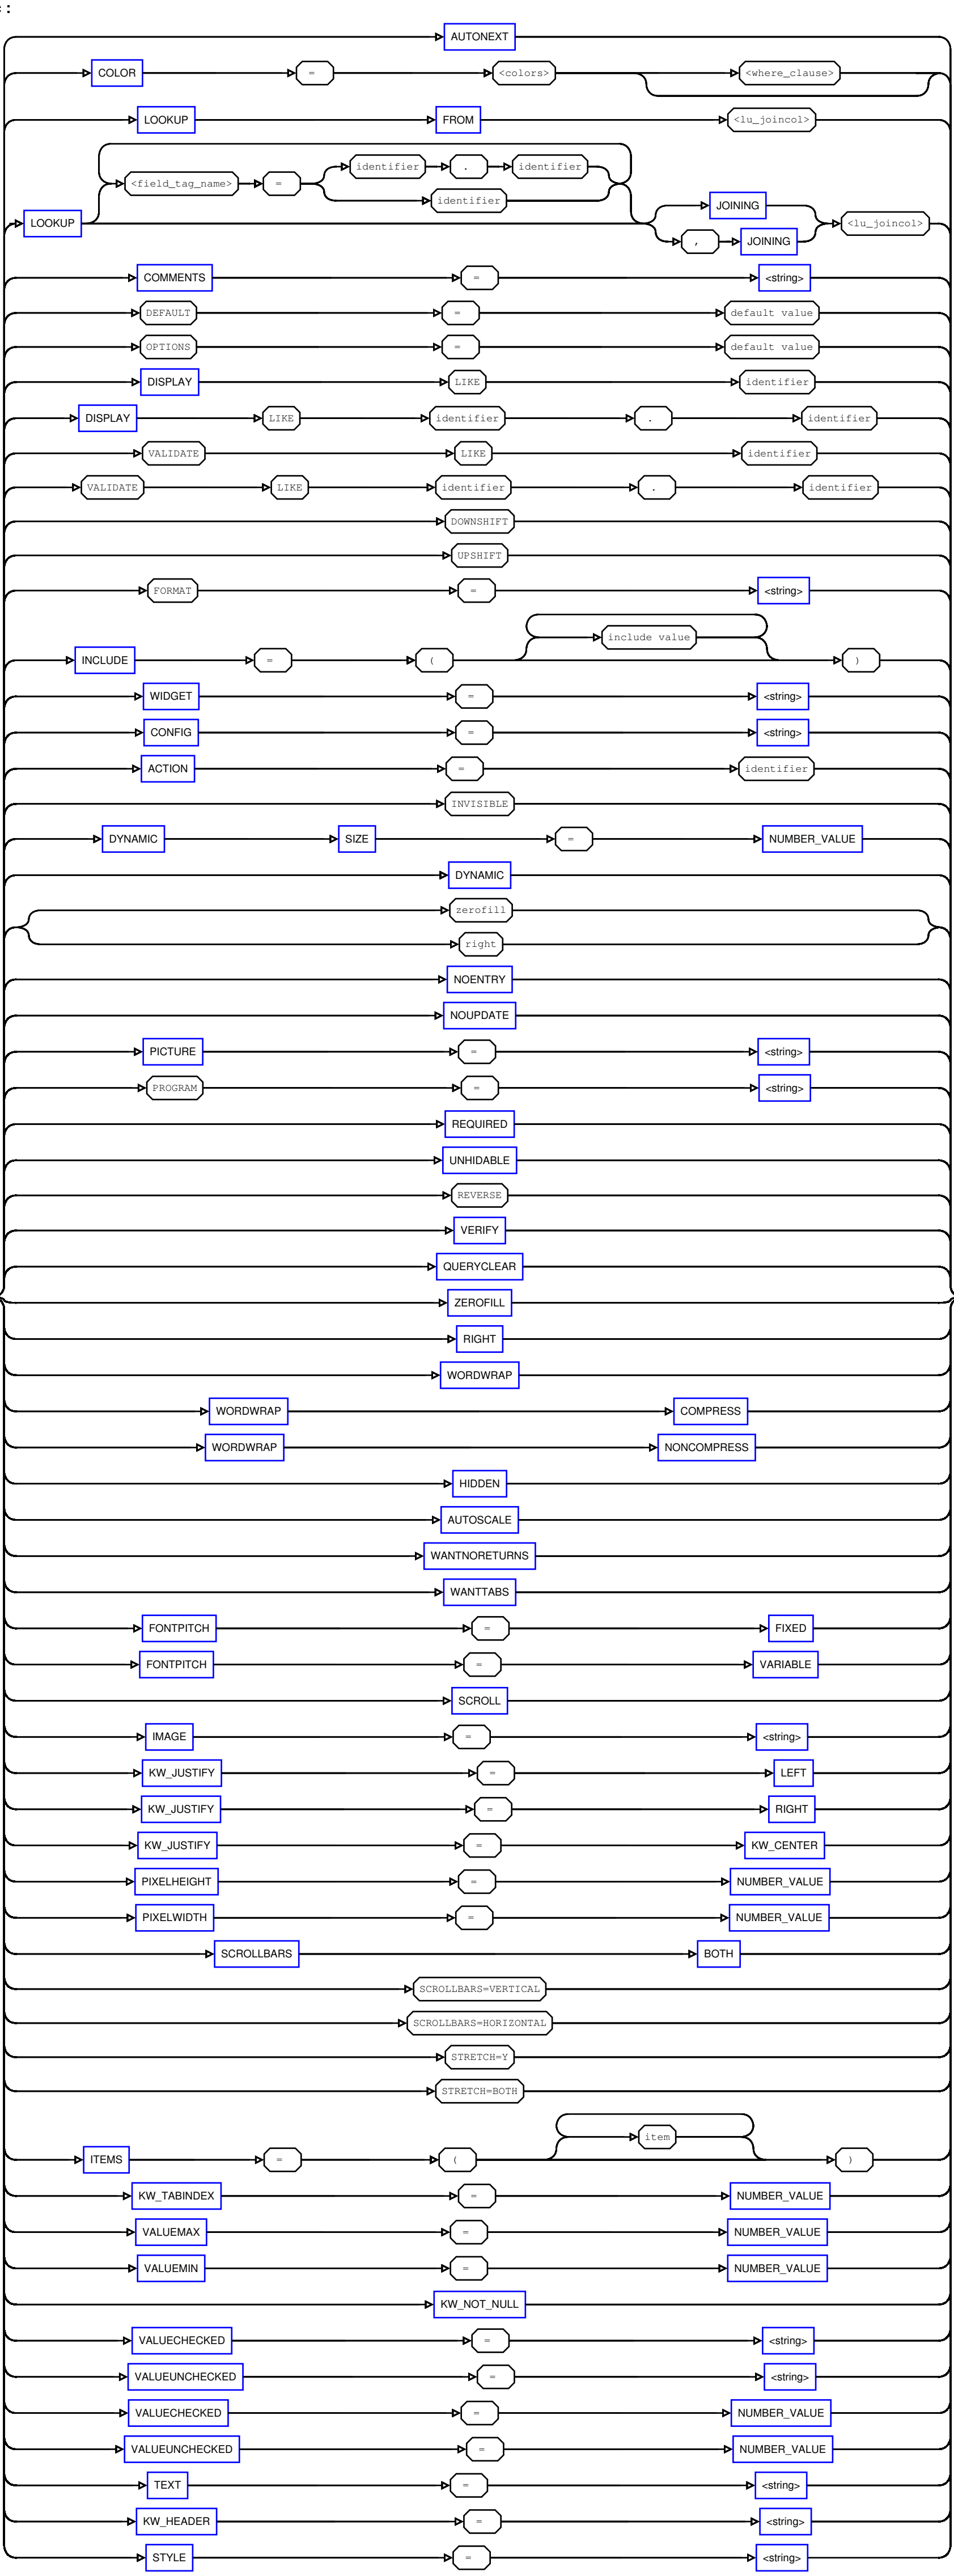 :
AUTONEXT
COLOR = <colors> <where_clause>
LOOKUP FROM <lu_joincol>
identifier . identifier
<field_tag_name> =
identifier
JOINING
LOOKUP <lu_joincol>
, JOINING
COMMENTS = <string>
DEFAULT = default value
OPTIONS = default value
DISPLAY LIKE identifier
DISPLAY LIKE identifier . identifier
VALIDATE LIKE identifier
VALIDATE LIKE identifier . identifier
DOWNSHIFT
UPSHIFT
FORMAT = <string>
include value
INCLUDE = ( )
WIDGET = <string>
CONFIG = <string>
ACTION = identifier
INVISIBLE
DYNAMIC SIZE = NUMBER_VALUE
DYNAMIC
zerofill
right
NOENTRY
NOUPDATE
PICTURE = <string>
PROGRAM = <string>
REQUIRED
UNHIDABLE
REVERSE
VERIFY
QUERYCLEAR
ZEROFILL
RIGHT
WORDWRAP
WORDWRAP COMPRESS
WORDWRAP NONCOMPRESS
HIDDEN
AUTOSCALE
WANTNORETURNS
WANTTABS
FONTPITCH = FIXED
FONTPITCH = VARIABLE
SCROLL
IMAGE = <string>
KW_JUSTIFY = LEFT
KW_JUSTIFY = RIGHT
KW_JUSTIFY = KW_CENTER
PIXELHEIGHT = NUMBER_VALUE
PIXELWIDTH = NUMBER_VALUE
SCROLLBARS BOTH
SCROLLBARS=VERTICAL
SCROLLBARS=HORIZONTAL
STRETCH=Y
STRETCH=BOTH
item
ITEMS = ( )
KW_TABINDEX = NUMBER_VALUE
VALUEMAX = NUMBER_VALUE
VALUEMIN = NUMBER_VALUE
KW_NOT_NULL
VALUECHECKED = <string>
VALUEUNCHECKED = <string>
VALUECHECKED = NUMBER_VALUE
VALUEUNCHECKED = NUMBER_VALUE
TEXT = <string>
KW_HEADER = <string>
STYLE = <string>